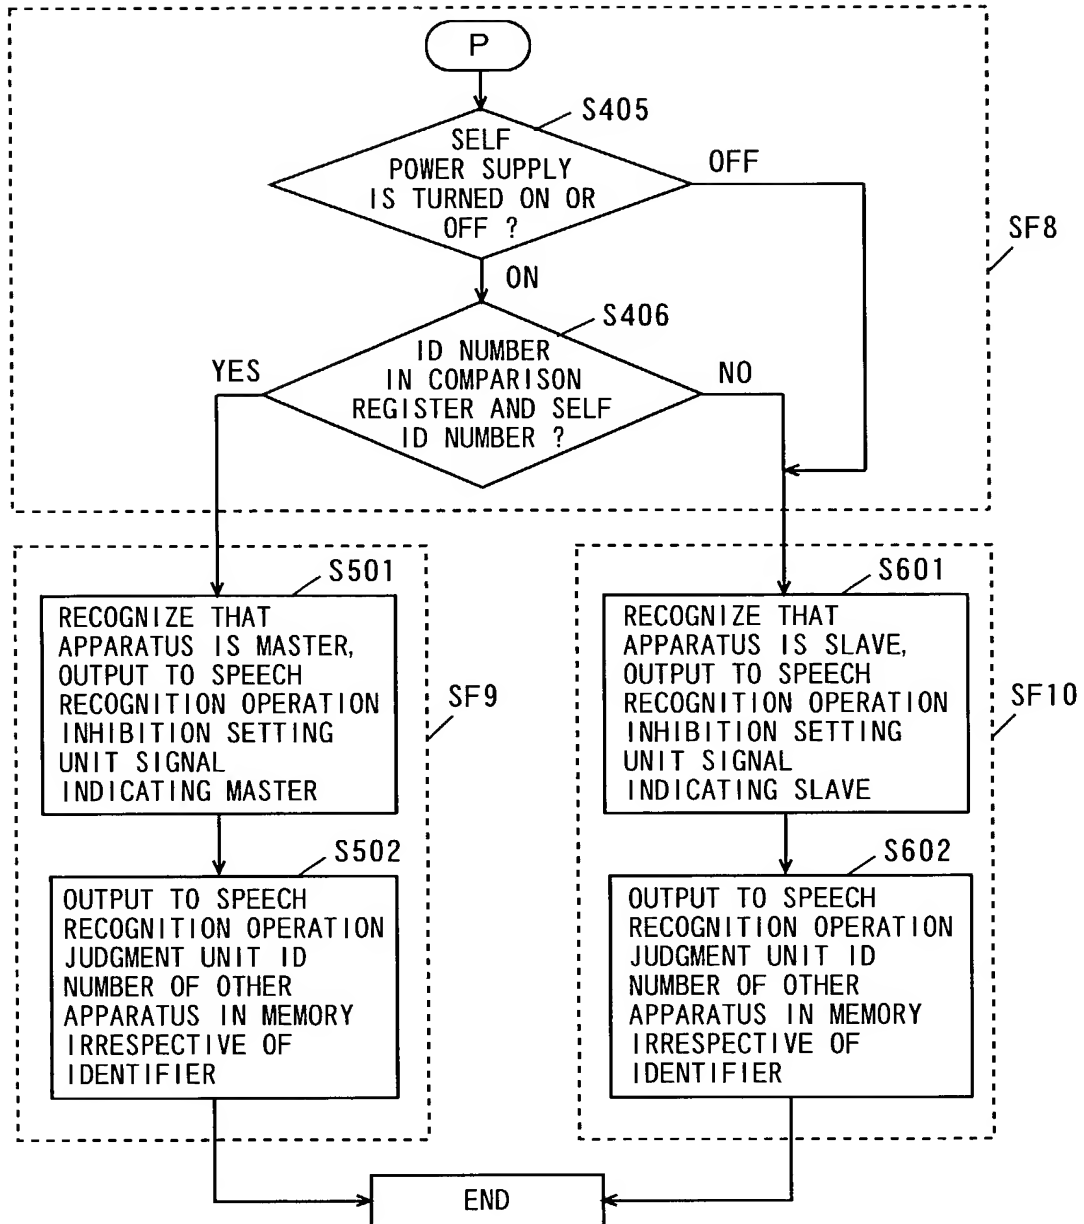 P
S405
SELF
POWER SUPPLY
IS TURNED ON OR
OFF ?
OFF
SF8
ON
S406
ID NUMBER
IN COMPARISON
REGISTER AND SELF
ID NUMBER ?
YES
NO
S501
RECOGNIZE THAT
APPARATUS IS MASTER,
OUTPUT TO SPEECH
RECOGNITION OPERATION
INHIBITION SETTING
UNIT SIGNAL
INDICATING MASTER
SF9
S502
OUTPUT TO SPEECH
RECOGNITION OPERATION
JUDGMENT UNIT ID
NUMBER OF OTHER
APPARATUS IN MEMORY
IRRESPECTIVE OF
IDENTIFIER
S601
RECOGNIZE THAT
APPARATUS IS SLAVE,
OUTPUT TO SPEECH
RECOGNITION OPERATION
INHIBITION SETTING
UNIT SIGNAL
INDICATING SLAVE
SF10
S602
OUTPUT TO SPEECH
RECOGNITION OPERATION
JUDGMENT UNIT ID
NUMBER OF OTHER
APPARATUS IN MEMORY
IRRESPECTIVE OF
IDENTIFIER
END